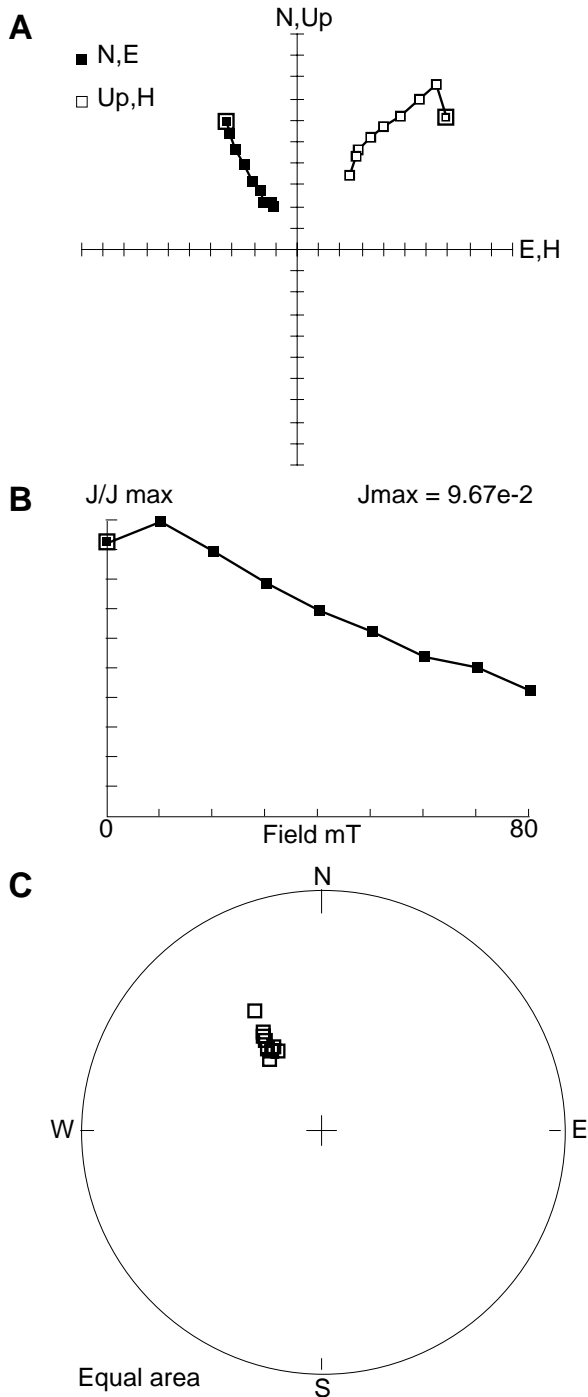 A
N,Up
N,E
Up,H
E,H
B
J/J max
Jmax = 9.67e-2
0
Field mT
80
C
N
W
E
S
Equal area